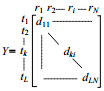 r1 r2 -- ri -- rN
t1 d11
t2
Y= tk dki
tL dLN